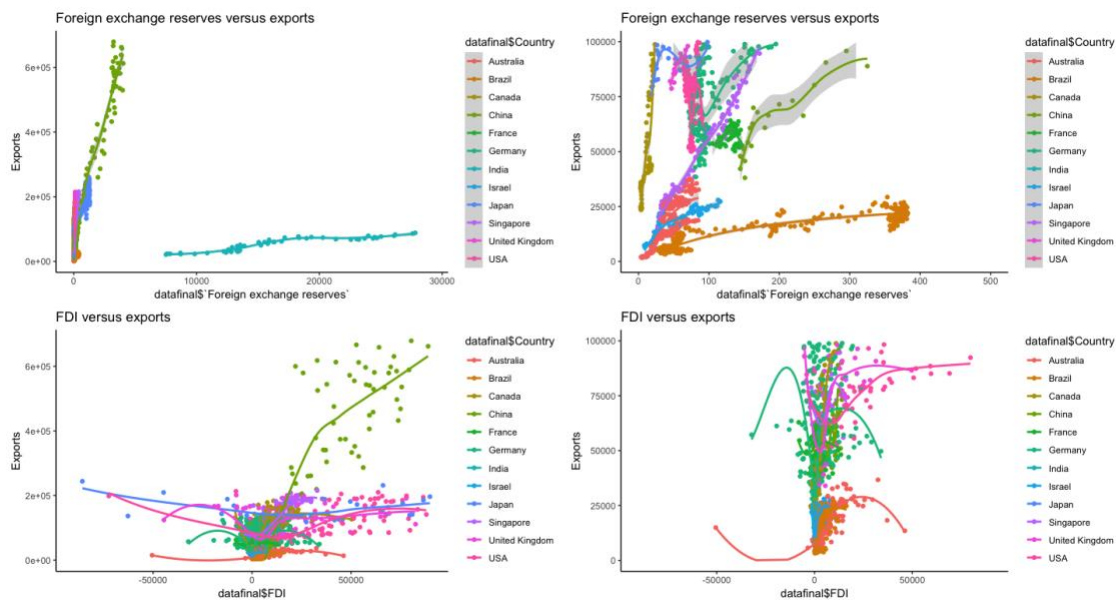 Foreign exchange reserves versus exports
6e+05
4e+05
2e+05
0e+00
Exports
0
10000
20000
30000
datafinal$`Foreign exchange reserves`
datafinal$Country
Australia
Brazil
Canada
China
France
Germany
India
Israel
Japan
Singapore
United Kingdom
USA
Foreign exchange reserves versus exports
100000
75000
50000
25000
0
Exports
0
100
200
300
400
500
datafinal$`Foreign exchange reserves`
datafinal$Country
Australia
Brazil
Canada
China
France
Germany
India
Israel
Japan
Singapore
United Kingdom
USA
FDI versus exports
6e+05
4e+05
2e+05
0e+00
Exports
-50000
0
50000
datafinal$FDI
datafinal$Country
Australia
Brazil
Canada
China
France
Germany
India
Israel
Japan
Singapore
United Kingdom
USA
FDI versus exports
100000
75000
50000
25000
0
Exports
-50000
0
50000
datafinal$FDI
datafinal$Country
Australia
Brazil
Canada
China
France
Germany
India
Israel
Japan
Singapore
United Kingdom
USA